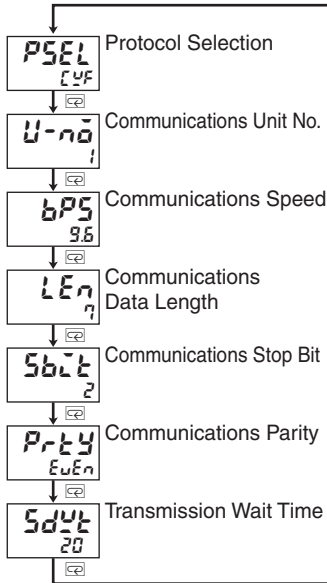 PSEL
Protocol Selection
CWF
U-no
Communications Unit No.
1
bPS
Communications Speed
9.6
LEn
Communications
Data Length
7
SbIt
Communications Stop Bit
2
PrtY
Communications Parity
EvEn
SdWt
Transmission Wait Time
20